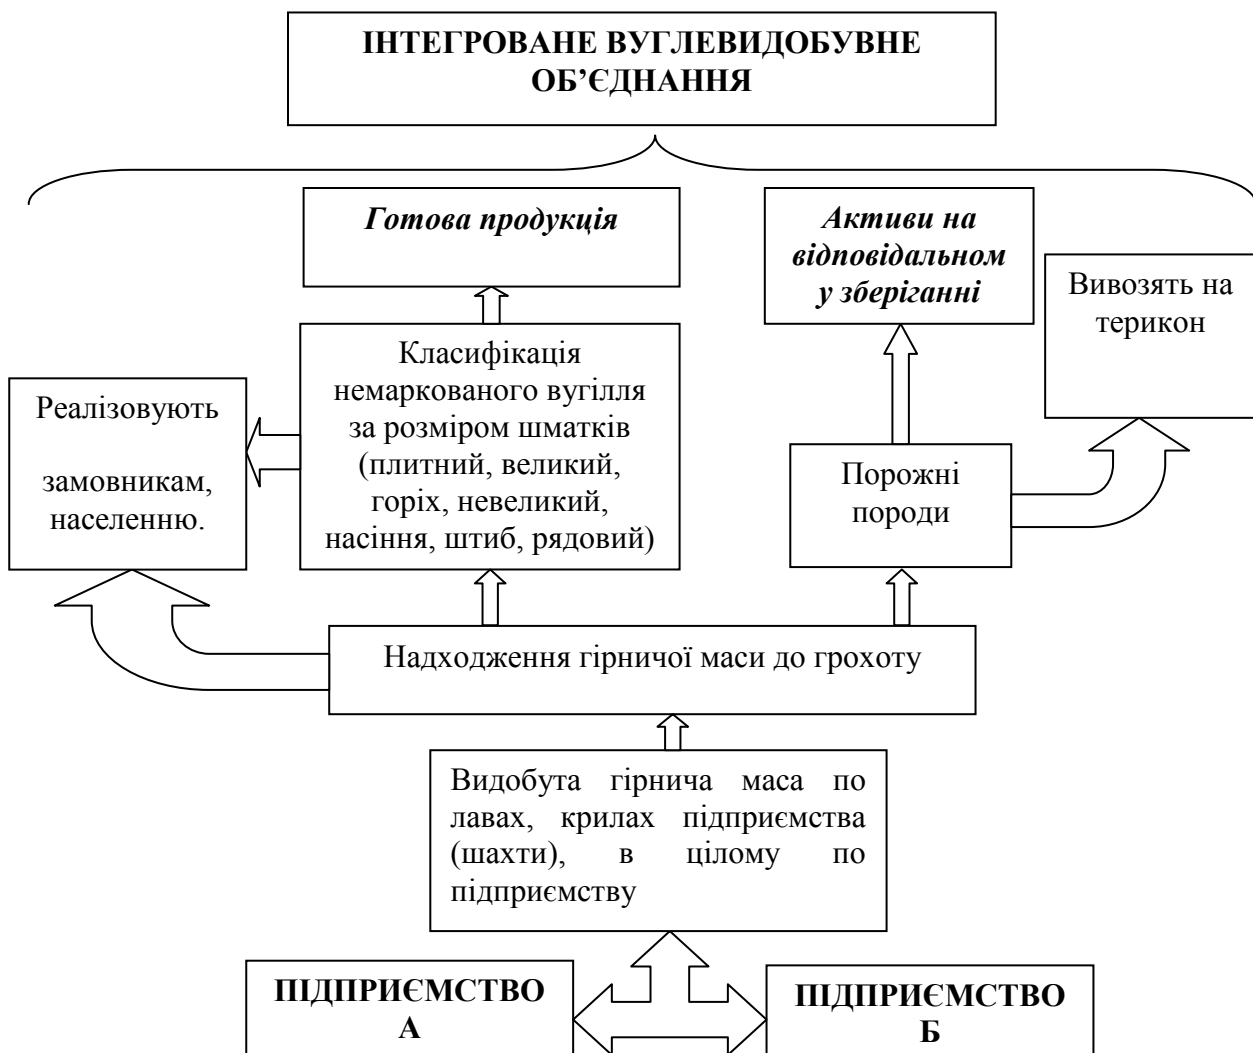 ІНТЕГРОВАНЕ ВУГЛЕВИДОБУВНЕ
ОБ’ЄДНАННЯ
Готова продукція
Активи на
відповідальном
у зберіганні
Вивозять на
терикон
Класифікація
немаркованого вугілля
за розміром шматків
(плитний, великий,
горіх, невеликий,
насіння, штиб, рядовий)
Реалізовують
замовникам,
населенню.
Порожні
породи
Надходження гірничої маси до грохоту
Видобута гірнича маса по
лавах, крилах підприємства
(шахти), в цілому по
підприємству
ПІДПРИЄМСТВО
А
ПІДПРИЄМСТВО
Б